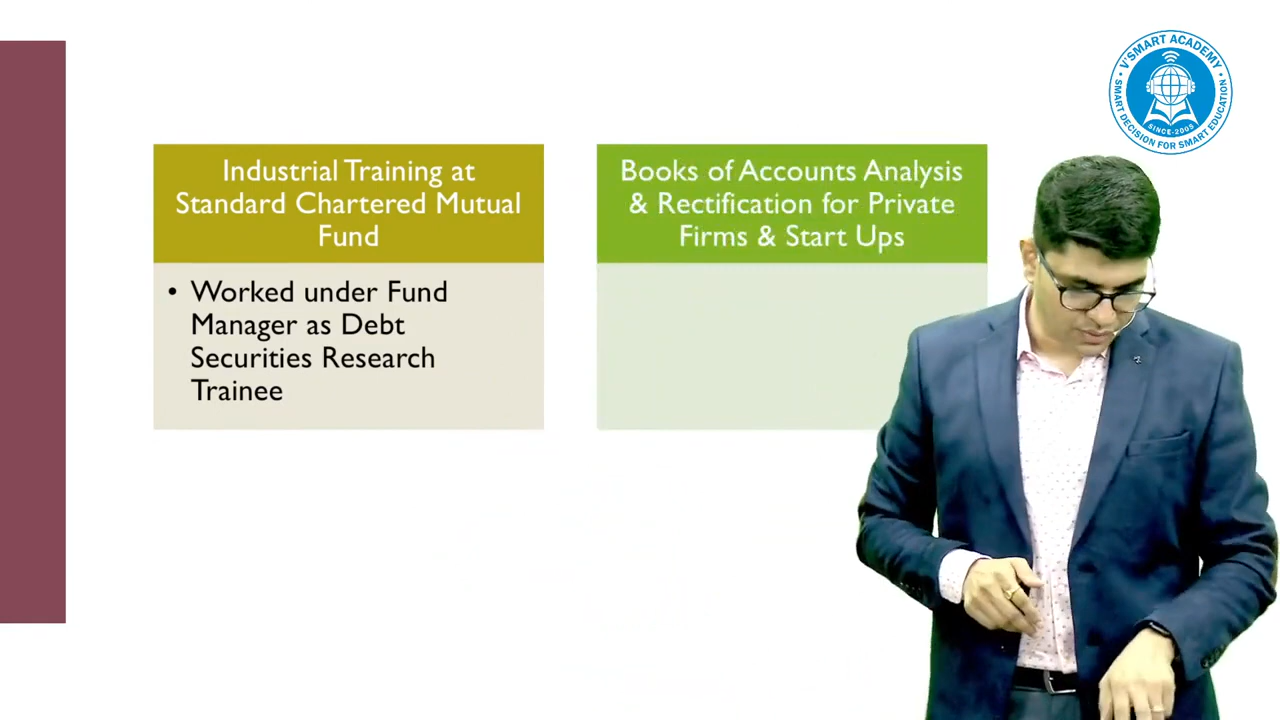 V'SMART ACADEMY
SMART DECISION FOR SMART EDUCATION
SINCE-2005
Industrial Training at
Standard Chartered Mutual
Fund
• Worked under Fund
Manager as Debt
Securities Research
Trainee
Books of Accounts Analysis
& Rectification for Private
Firms & Start Ups